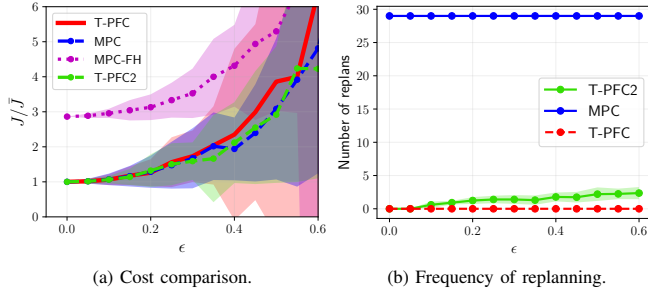 6
5
4
3
2
1
0
J/J̄
T-PFC
MPC
MPC-FH
T-PFC2
0.0
0.2
0.4
0.6
ϵ
(a) Cost comparison.
30
25
20
15
10
5
0
Number of replans
T-PFC2
MPC
T-PFC
0.0
0.2
0.4
0.6
ϵ
(b) Frequency of replanning.